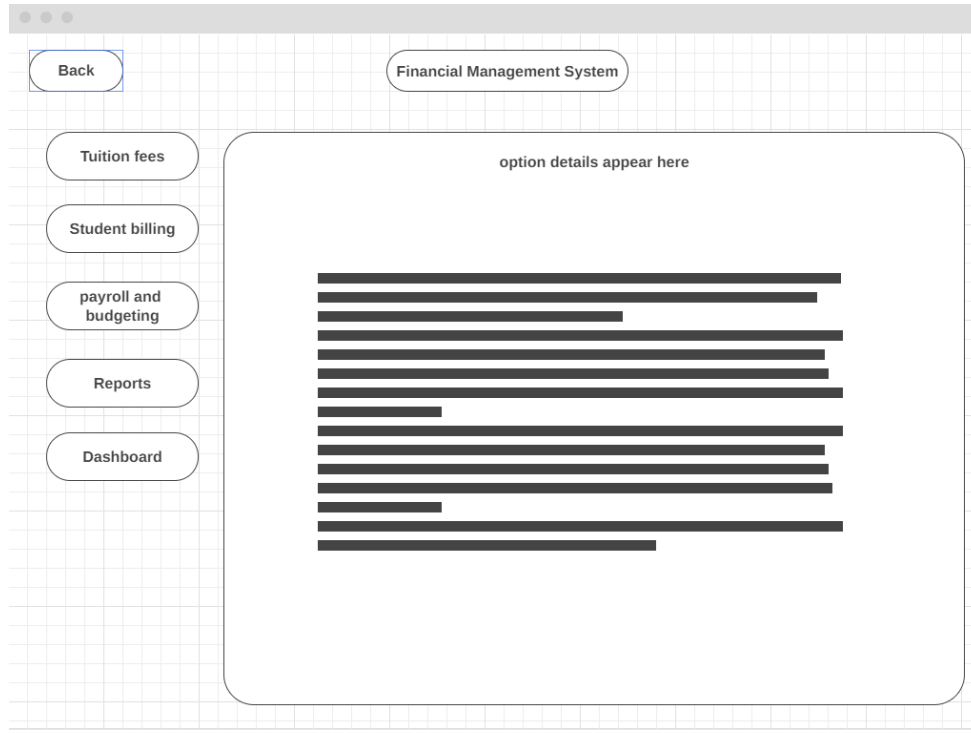 Back
Financial Management System
Tuition fees
option details appear here
Student billing
payroll and
budgeting
Reports
Dashboard